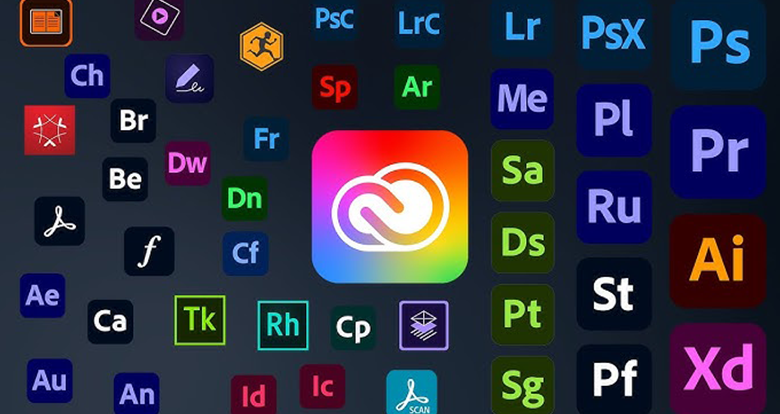 PsC
LrC
Lr
PsX
Ps
Ch
Sp
Ar
Me
Pl
Pr
Br
Fr
Dw
Sa
Be
Dn
Ru
Cf
Ds
Ai
f
Ae
Ca
Tk
Rh
Cp
Pt
St
Xd
Au
An
Id
Ic
SCAN
Sg
Pf